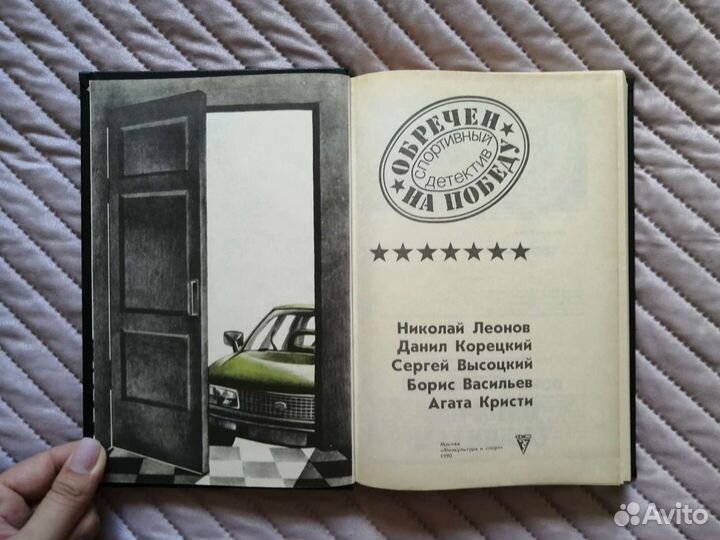 ОБРЕЧЕН
спортивный
детектив
НА ПОБЕДУ
Николай Леонов
Данил Корецкий
Сергей Высоцкий
Борис Васильев
Агата Кристи
Москва
«Физкультура и спорт»
1990
Avito